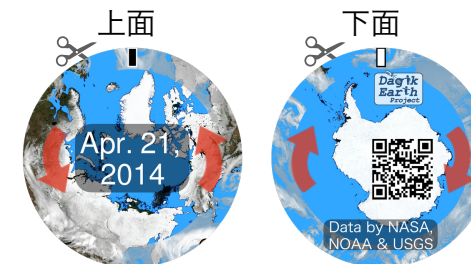 上面
下面
Apr. 21,
2014
Dagik
Earth
Project
Data by NASA,
NOAA & USGS